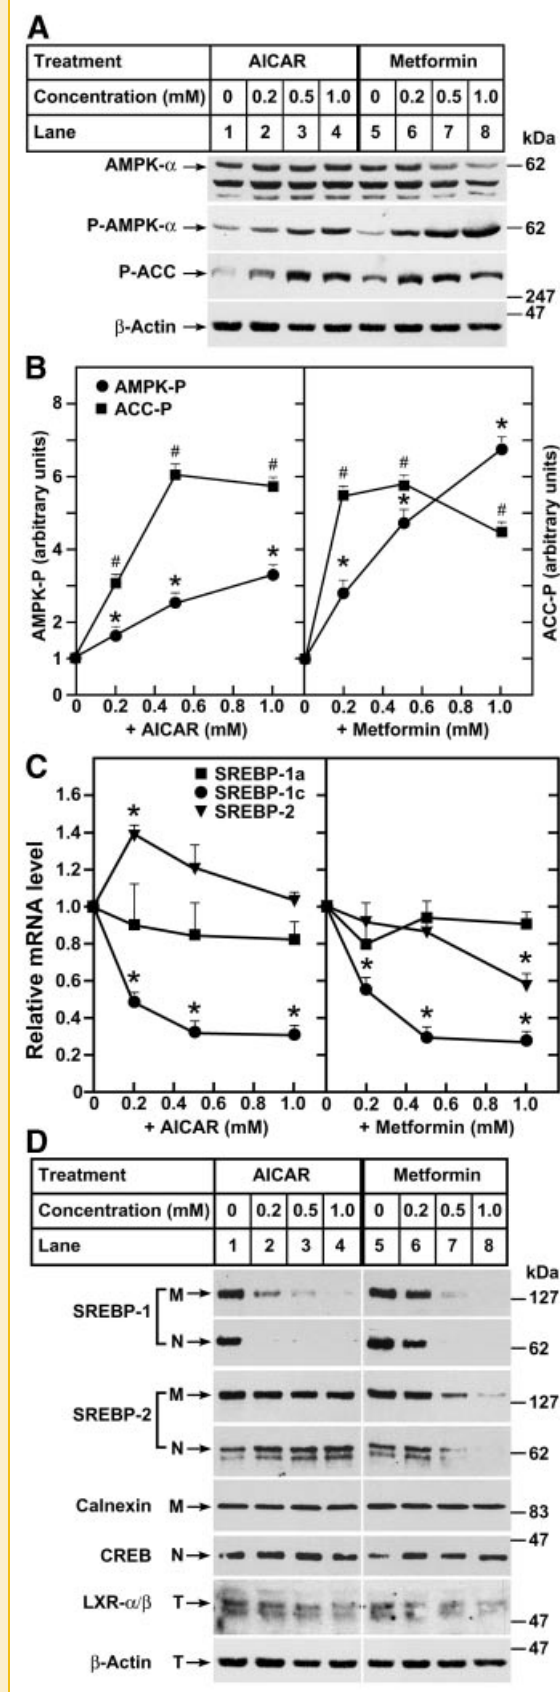 A
Treatment AICAR Metformin
Concentration (mM) 0 0.2 0.5 1.0 0 0.2 0.5 1.0
Lane 1 2 3 4 5 6 7 8
kDa
AMPK-α → 62
P-AMPK-α → 62
P-ACC →
247
47
β-Actin →
B
● AMPK-P
■ ACC-P
AMPK-P (arbitrary units)
8
6
4
2
1
0
# # #
* * *
# # #
* * *
ACC-P (arbitrary units)
0 0.2 0.4 0.6 0.8 1.0 0 0.2 0.4 0.6 0.8 1.0
+ AICAR (mM) + Metformin (mM)
C
■ SREBP-1a
● SREBP-1c
▼ SREBP-2
Relative mRNA level
1.6
1.4
1.2
1.0
0.8
0.6
0.4
0.2
0
* * * *
* * * *
0 0.2 0.4 0.6 0.8 1.0 0 0.2 0.4 0.6 0.8 1.0
+ AICAR (mM) + Metformin (mM)
D
Treatment AICAR Metformin
Concentration (mM) 0 0.2 0.5 1.0 0 0.2 0.5 1.0
Lane 1 2 3 4 5 6 7 8
kDa
SREBP-1
M → 127
N → 62
SREBP-2
M → 127
N → 62
Calnexin M →
83
47
CREB N →
LXR-α/β T →
47
47
β-Actin T →